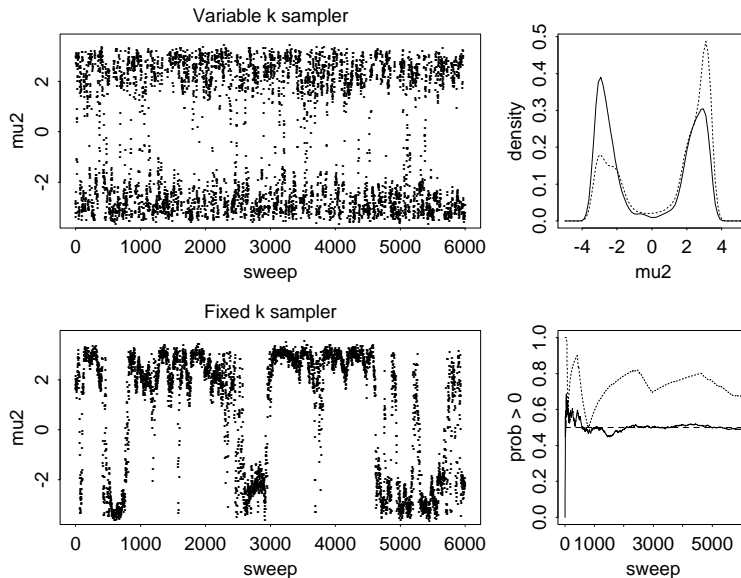 Variable k sampler
mu2
2
0
-2
0 1000 2000 3000 4000 5000 6000
sweep
density
0.5
0.4
0.3
0.2
0.1
0.0
-4 -2 0 2 4
mu2
Fixed k sampler
mu2
2
0
-2
0 1000 2000 3000 4000 5000 6000
sweep
prob > 0
1.0
0.8
0.6
0.4
0.2
0.0
0 1000 3000 5000
sweep